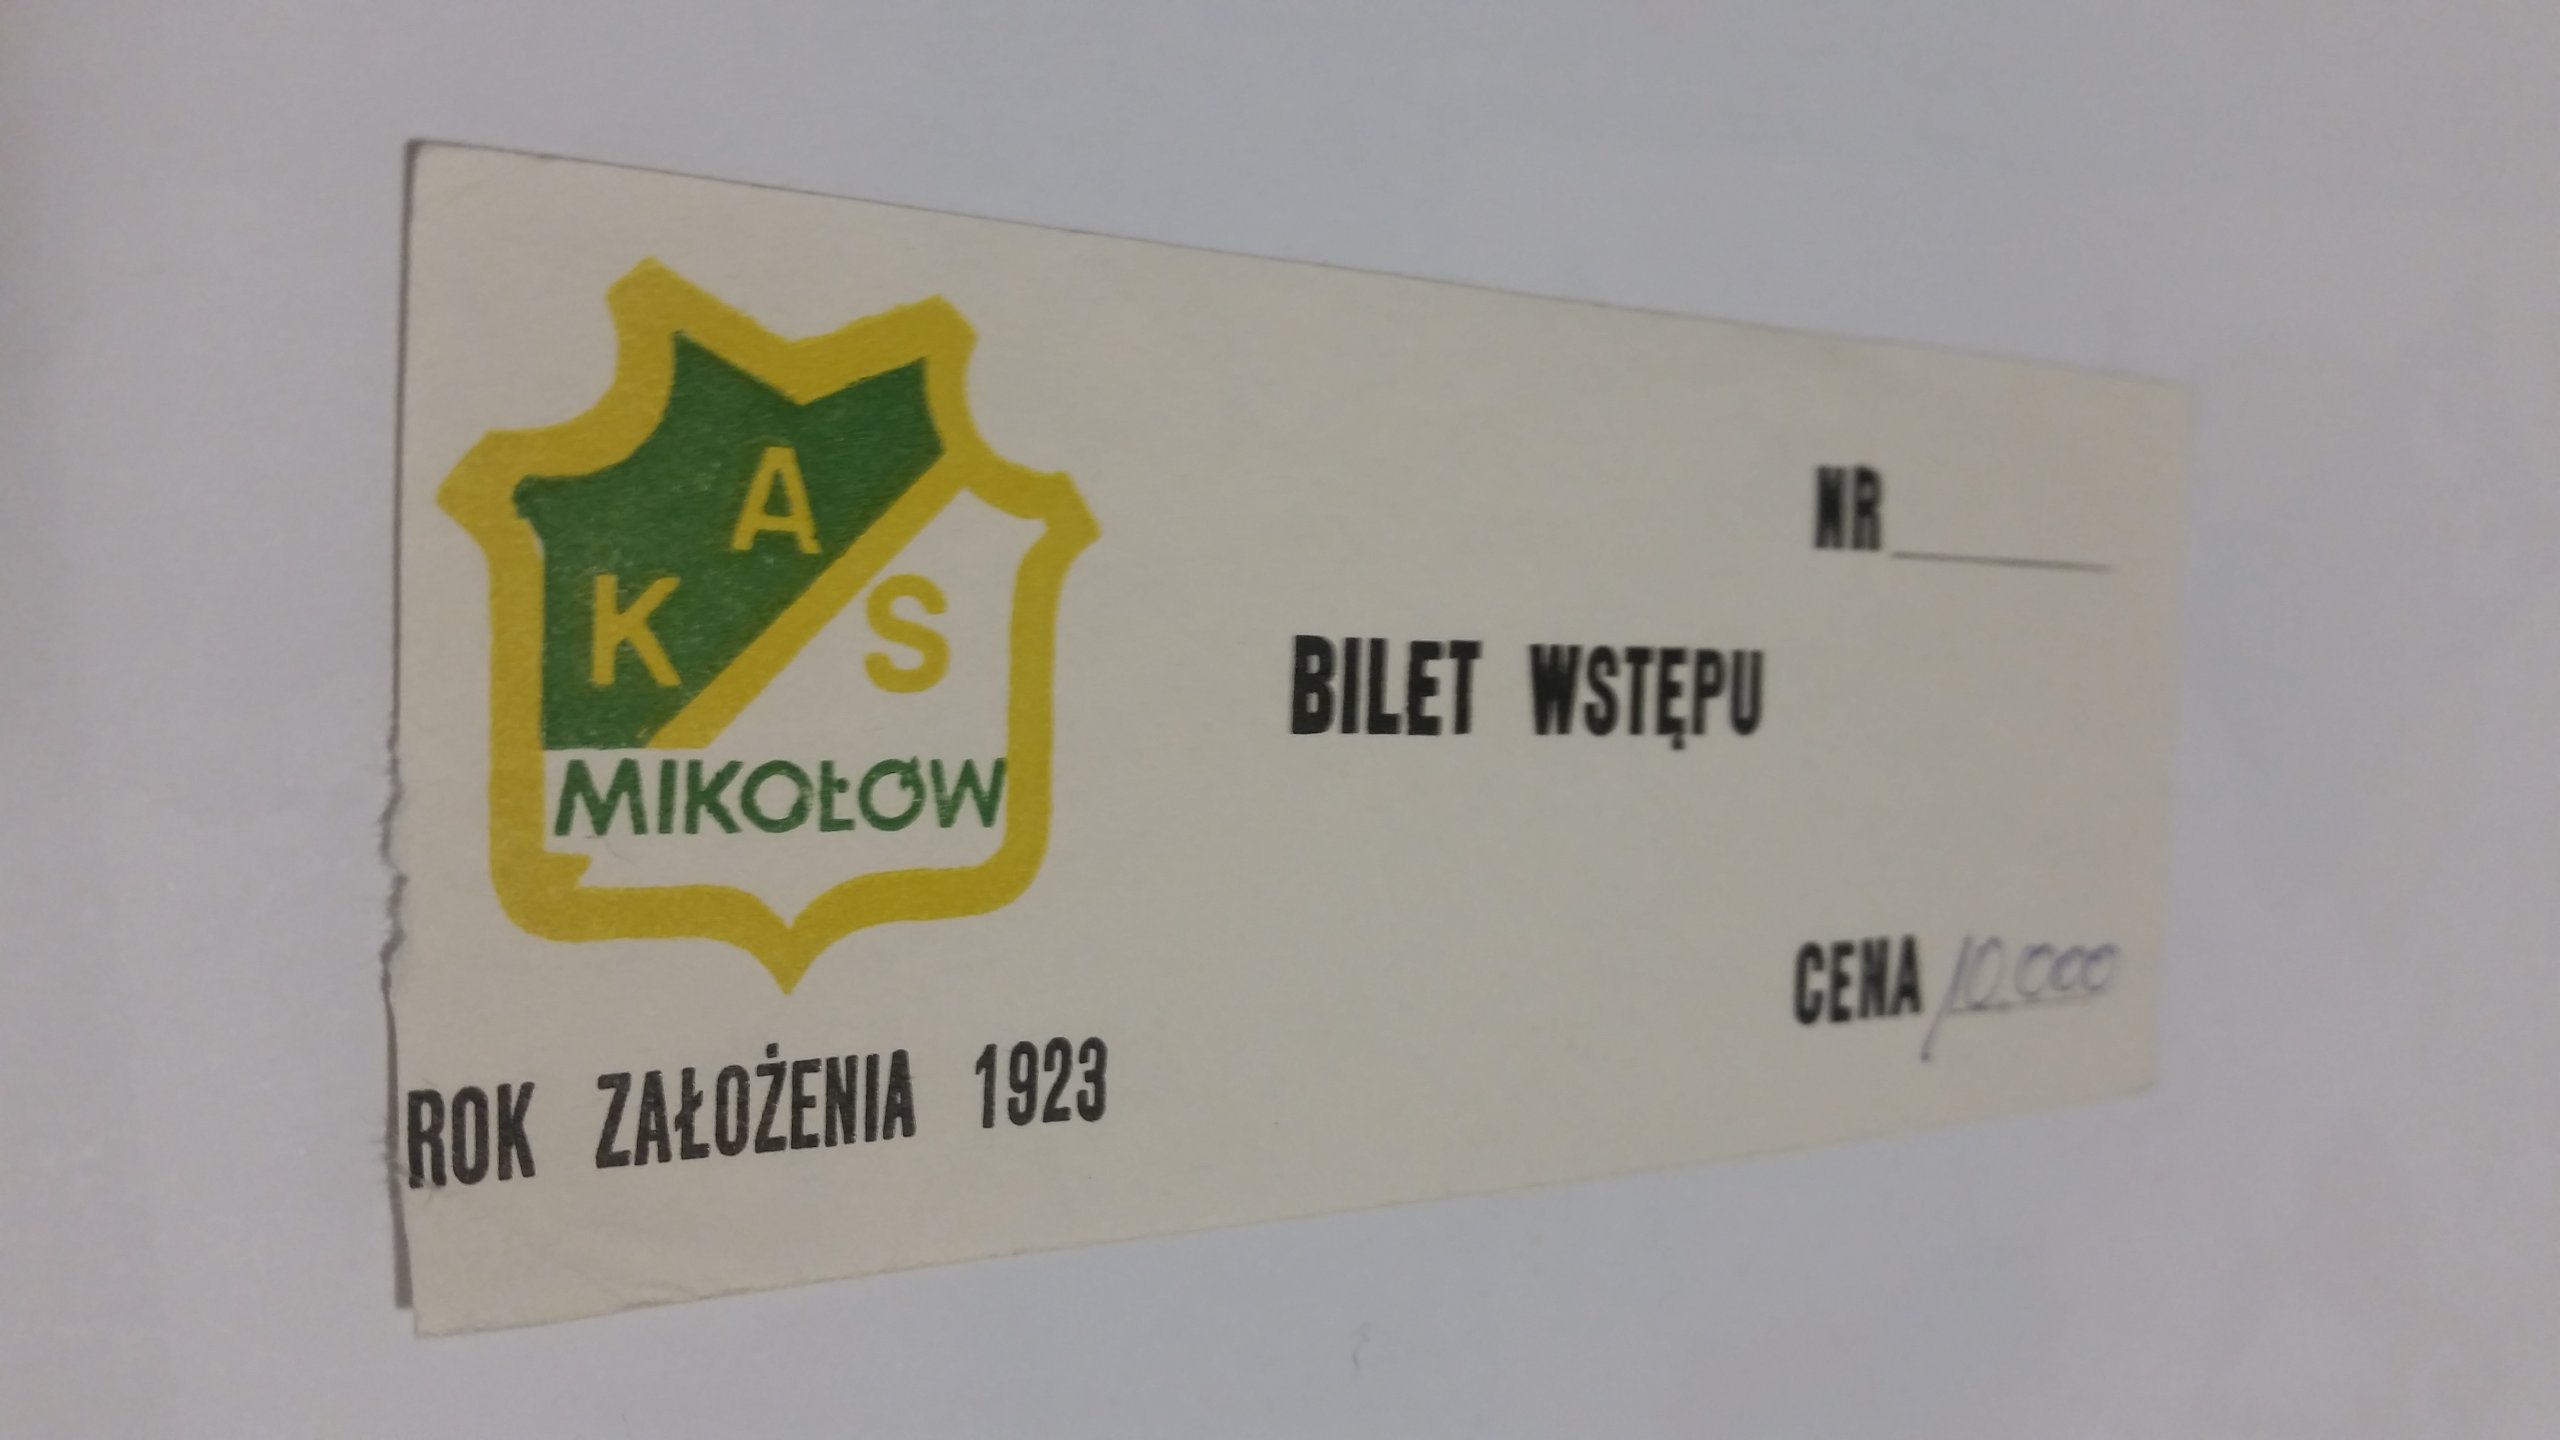 A
K S
MIKOŁÓW
ROK ZAŁOŻENIA 1923
NR
BILET WSTĘPU
CENA 10.000